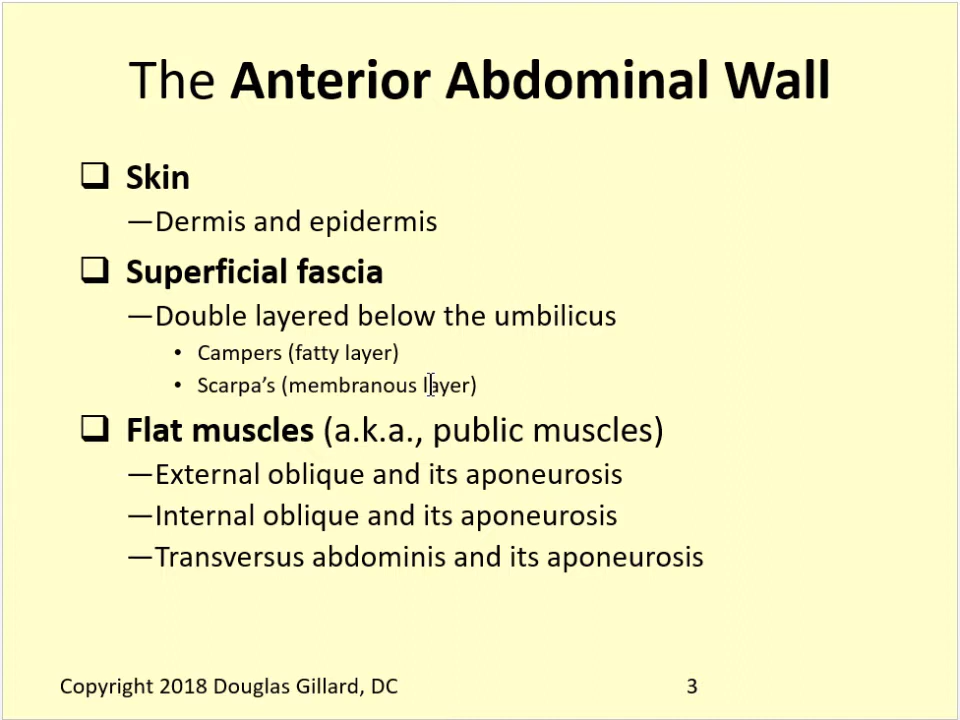 The Anterior Abdominal Wall
❑ Skin
—Dermis and epidermis
❑ Superficial fascia
—Double layered below the umbilicus
• Campers (fatty layer)
• Scarpa's (membranous layer)
❑ Flat muscles (a.k.a., public muscles)
—External oblique and its aponeurosis
—Internal oblique and its aponeurosis
—Transversus abdominis and its aponeurosis
Copyright 2018 Douglas Gillard, DC 3